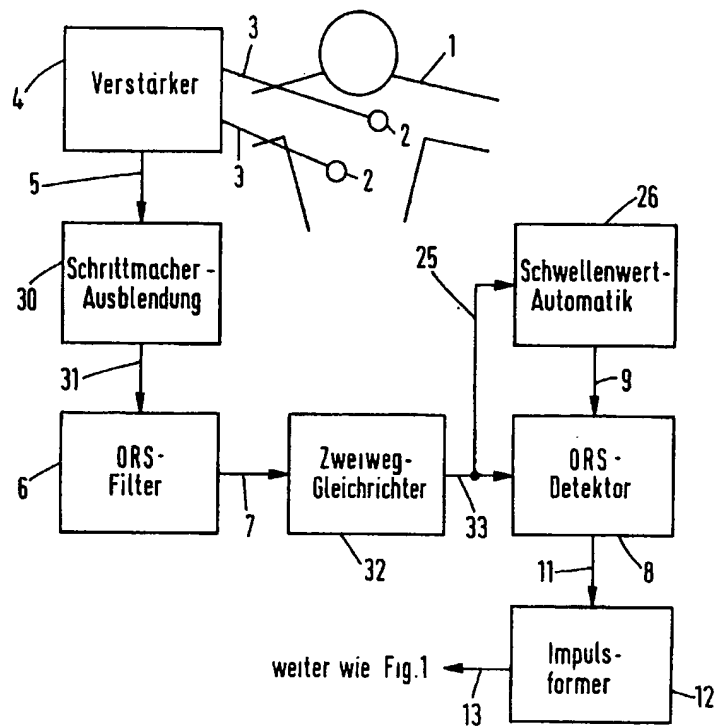 3
1
4
Verstärker
2
3
2
5
26
Schrittmacher-
Ausblendung
30
25
Schwellenwert-
Automatik
31
9
6
QRS-
Filter
7
Zweiweg-
Gleichrichter
33
QRS-
Detektor
32
11
8
weiter wie Fig.1
13
Impuls-
former
12